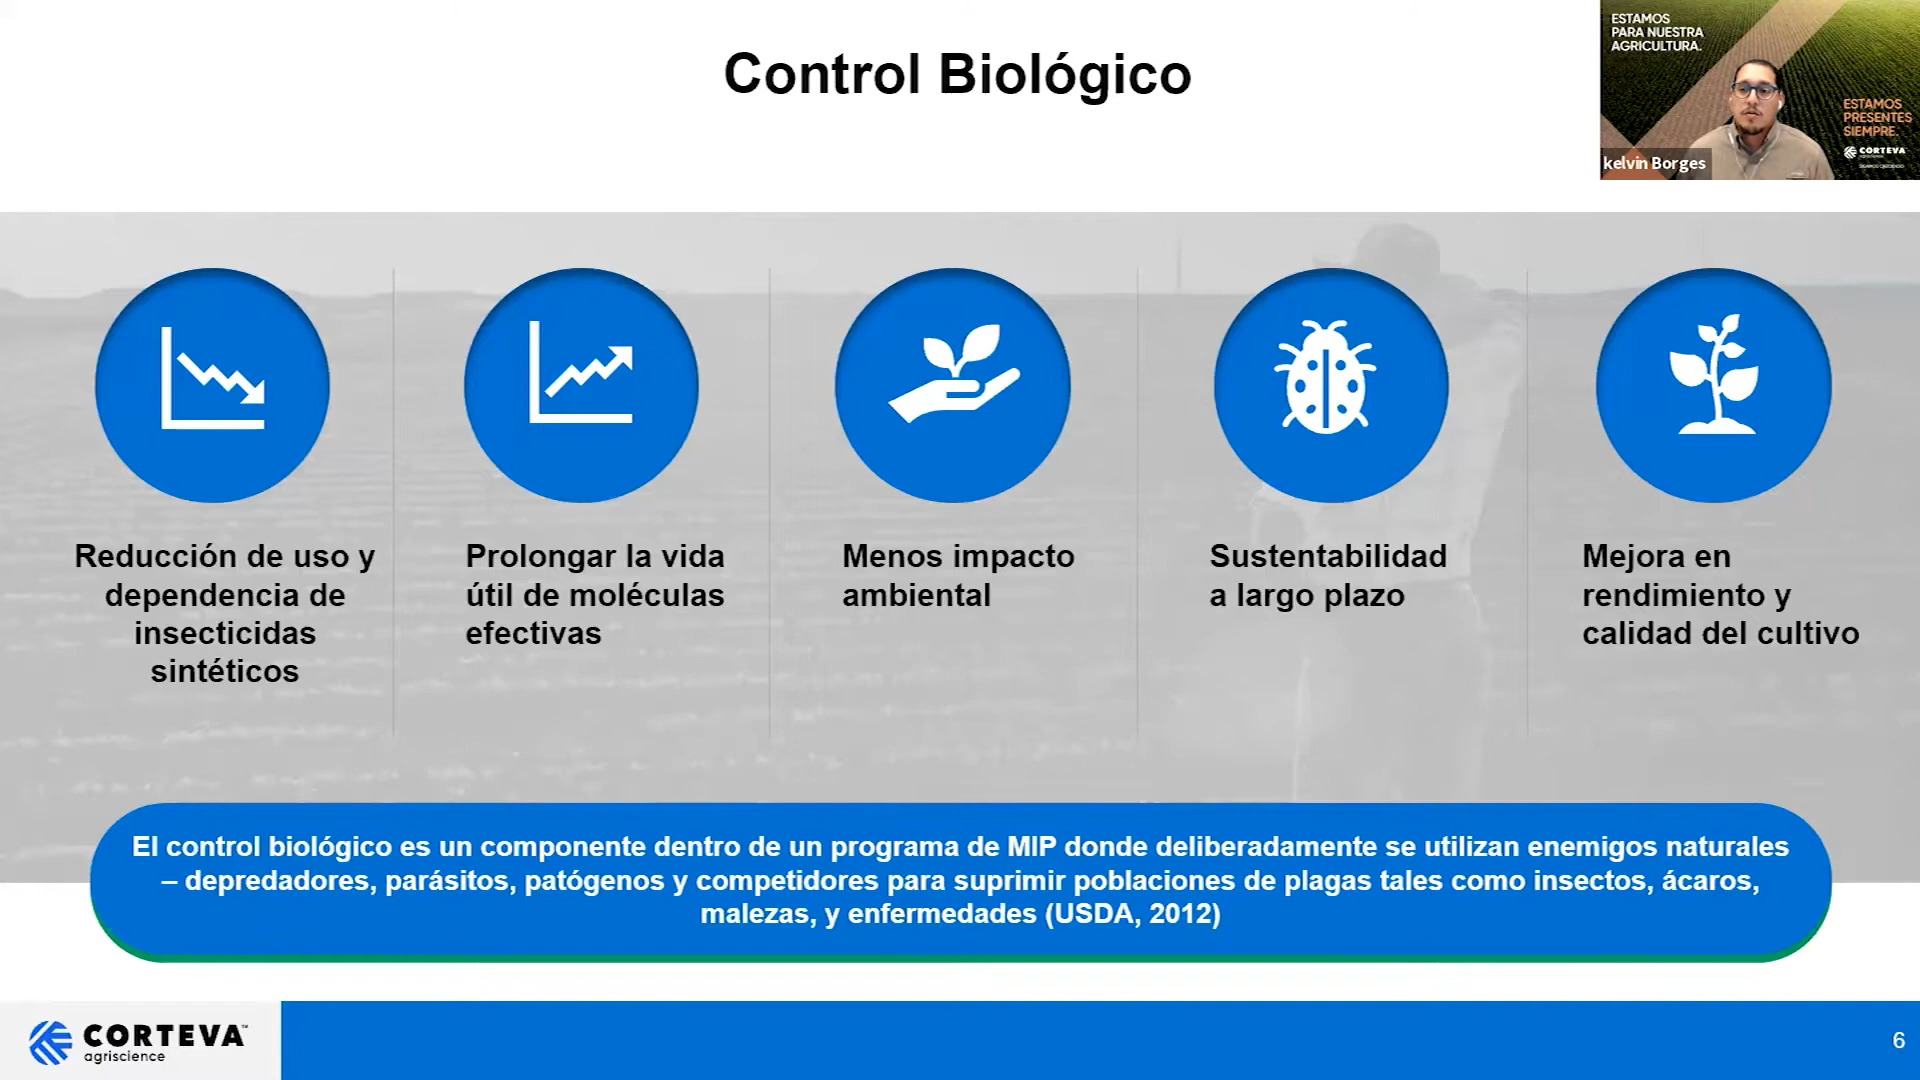 Control Biológico
ESTAMOS
PARA NUESTRA
AGRICULTURA.
ESTAMOS
PRESENTES
SIEMPRE.
CORTEVA
kelvin Borges
Reducción de uso y
dependencia de
insecticidas
sintéticos
Prolongar la vida
útil de moléculas
efectivas
Menos impacto
ambiental
Sustentabilidad
a largo plazo
Mejora en
rendimiento y
calidad del cultivo
El control biológico es un componente dentro de un programa de MIP donde deliberadamente se utilizan enemigos naturales
– depredadores, parásitos, patógenos y competidores para suprimir poblaciones de plagas tales como insectos, ácaros,
malezas, y enfermedades (USDA, 2012)
CORTEVA™
agriscience
6